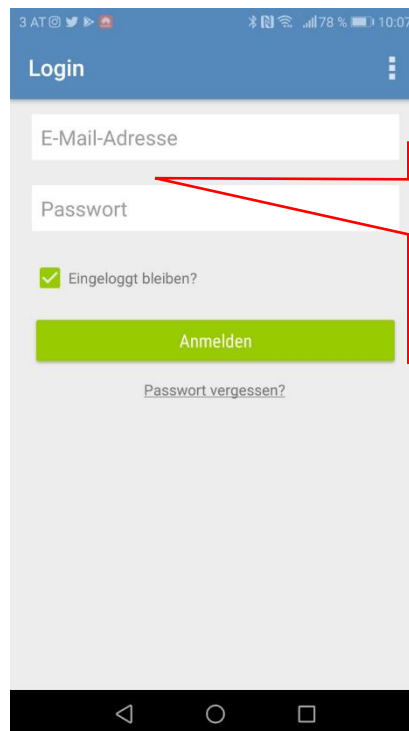 3 AT 78 % 10:07
Login
E-Mail-Adresse
Passwort
Eingeloggt bleiben?
Anmelden
Passwort vergessen?